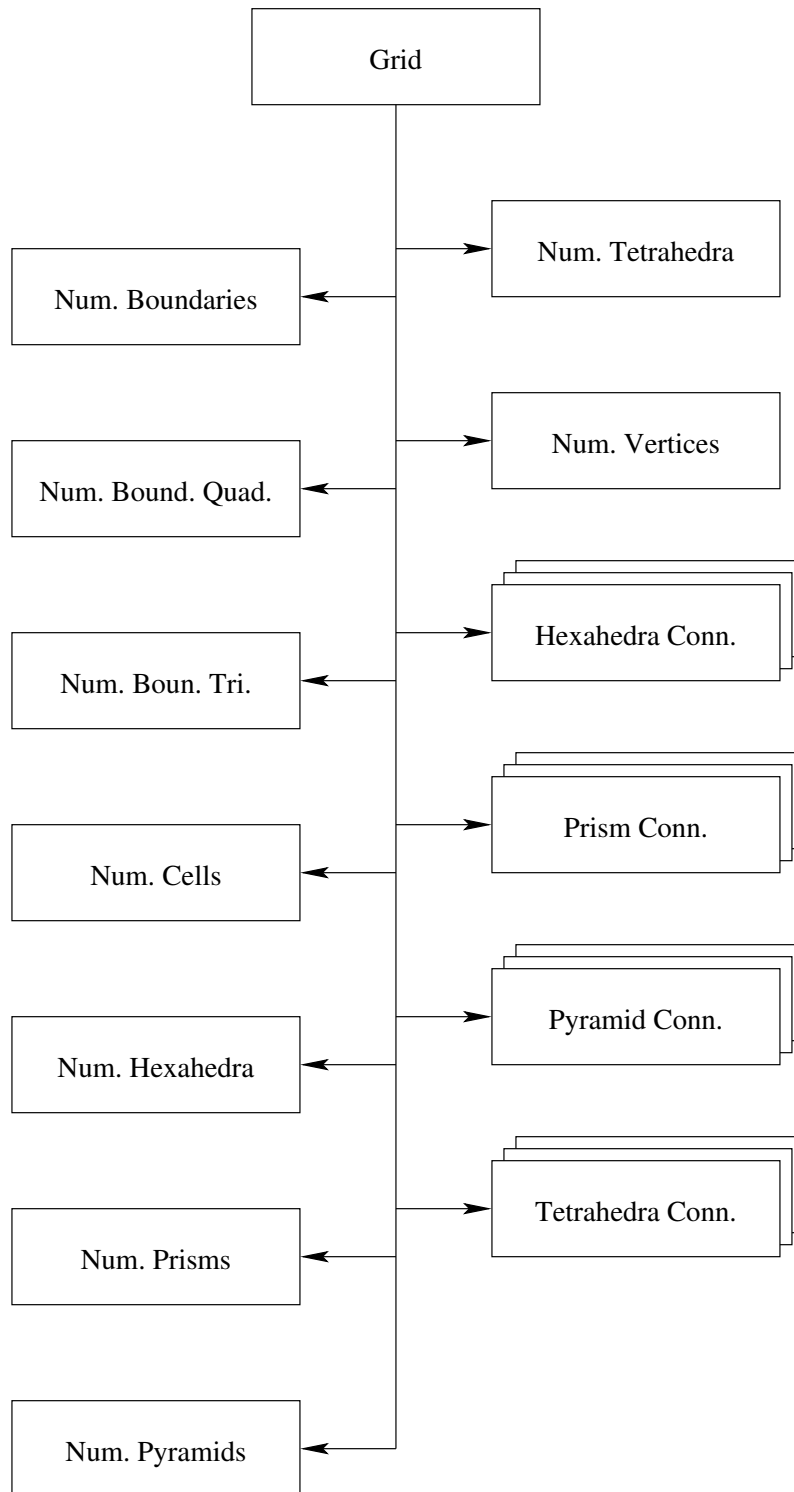 Grid
Num. Tetrahedra
Num. Boundaries
Num. Vertices
Num. Bound. Quad.
Hexahedra Conn.
Num. Boun. Tri.
Prism Conn.
Num. Cells
Pyramid Conn.
Num. Hexahedra
Tetrahedra Conn.
Num. Prisms
Num. Pyramids